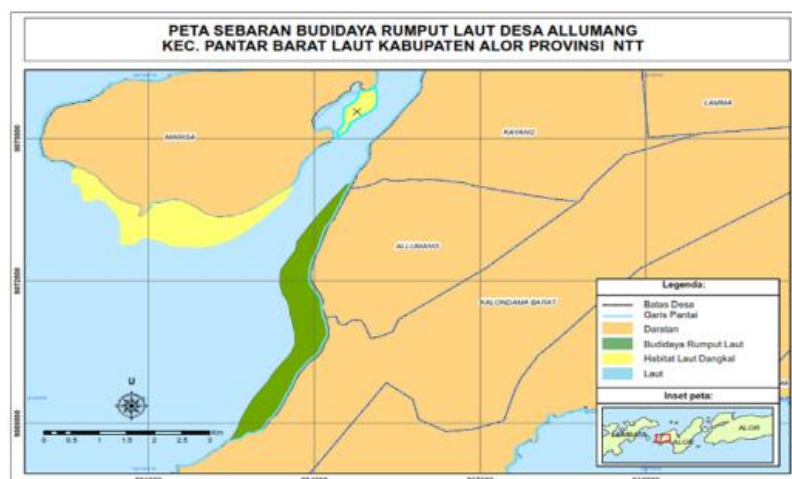 PETA SEBARAN BUDIDAYA RUMPUT LAUT DESA ALLUMANG
KEC. PANTAR BARAT LAUT KABUPATEN ALOR PROVINSI NTT
LAMMA
MARISA
KAYANG
ALLUMANG
KALONDAMA BARAT
Legenda:
Batas Desa
Garis Pantai
Daratan
Budidaya Rumput Laut
Habitat Laut Dangkal
Laut
U
Km
0 0.5 1 1.5 2 3
Inset peta:
LEMBATA
ALOR
ALOR